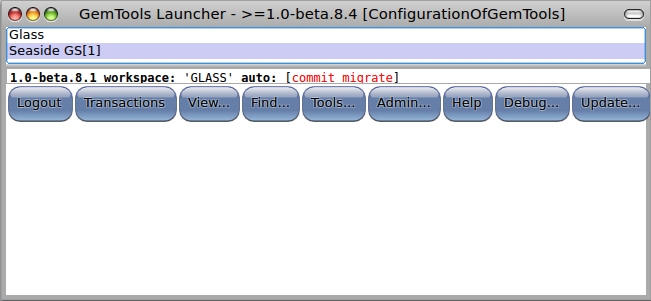 GemTools Launcher - >=1.0-beta.8.4 [ConfigurationOfGemTools]
Glass
Seaside GS[1]
1.0-beta.8.1 workspace: 'GLASS' auto: [commit migrate]
Logout Transactions View... Find... Tools... Admin... Help Debug... Update...